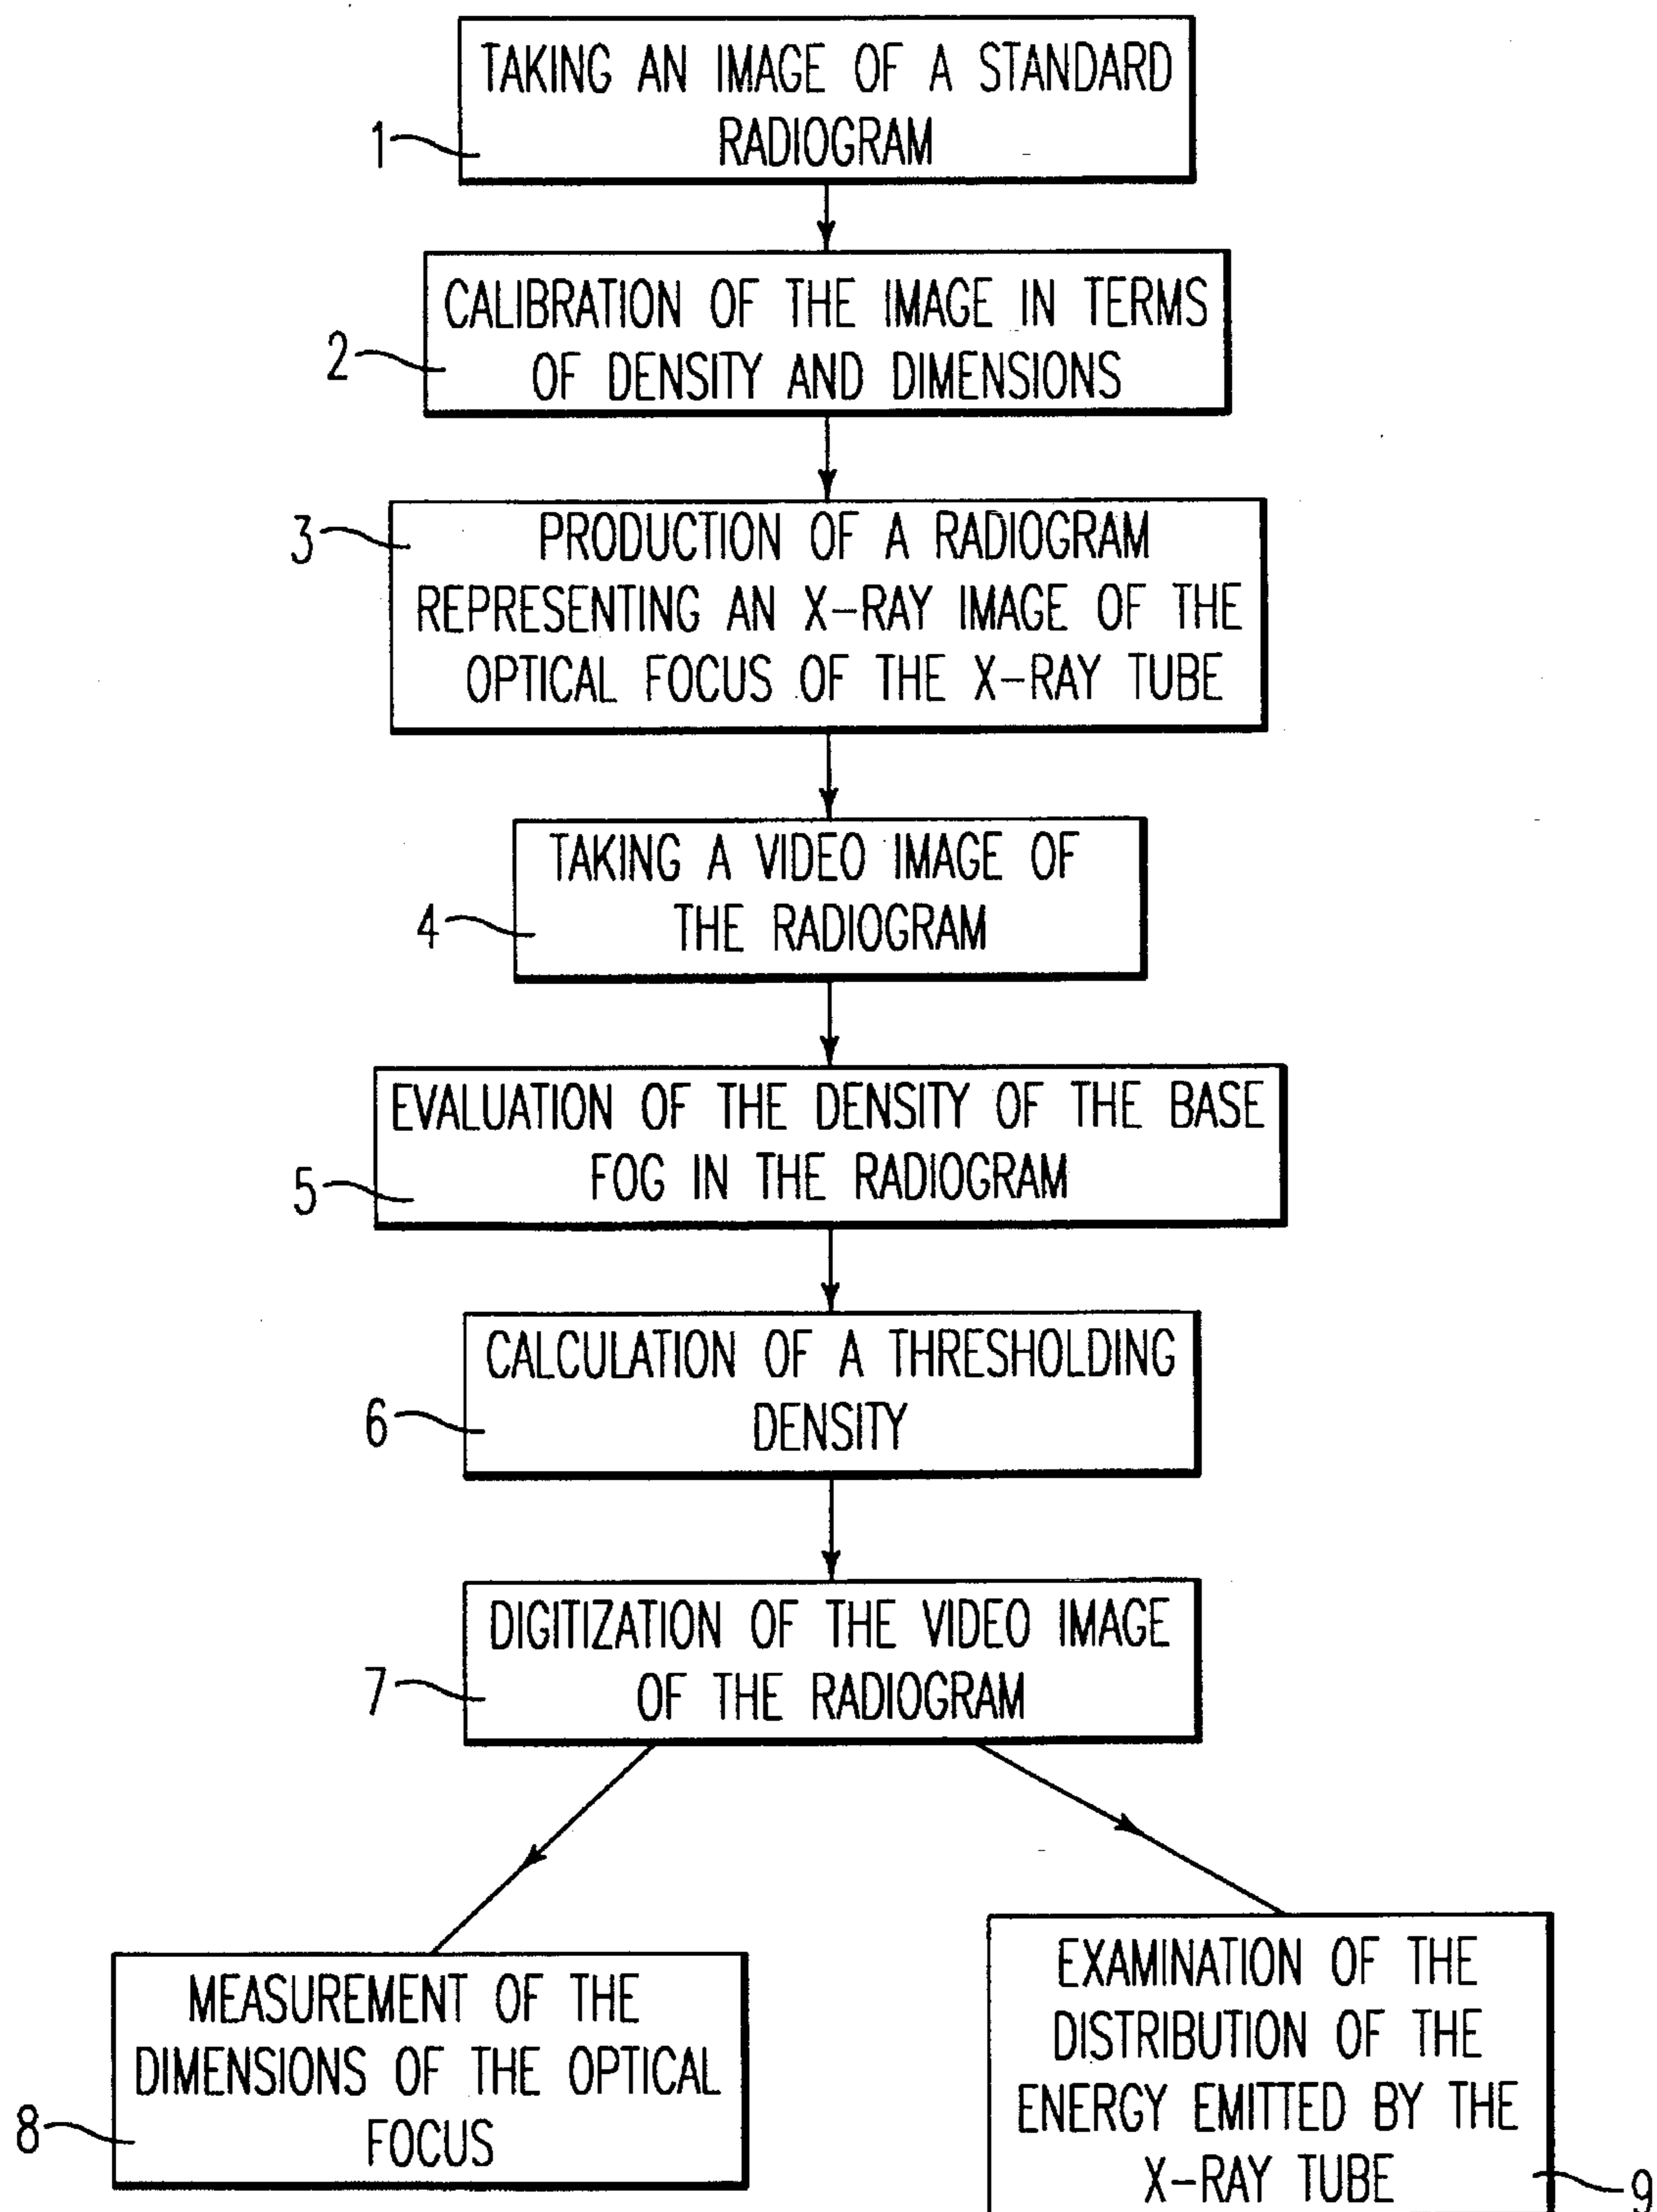 TAKING AN IMAGE OF A STANDARD
RADIOGRAM
1
CALIBRATION OF THE IMAGE IN TERMS
OF DENSITY AND DIMENSIONS
2
3
PRODUCTION OF A RADIOGRAM
REPRESENTING AN X-RAY IMAGE OF THE
OPTICAL FOCUS OF THE X-RAY TUBE
TAKING A VIDEO IMAGE OF
THE RADIOGRAM
4
EVALUATION OF THE DENSITY OF THE BASE
FOG IN THE RADIOGRAM
5
CALCULATION OF A THRESHOLDING
DENSITY
6
DIGITIZATION OF THE VIDEO IMAGE
OF THE RADIOGRAM
7
MEASUREMENT OF THE
DIMENSIONS OF THE OPTICAL
FOCUS
8
EXAMINATION OF THE
DISTRIBUTION OF THE
ENERGY EMITTED BY THE
X-RAY TUBE
9